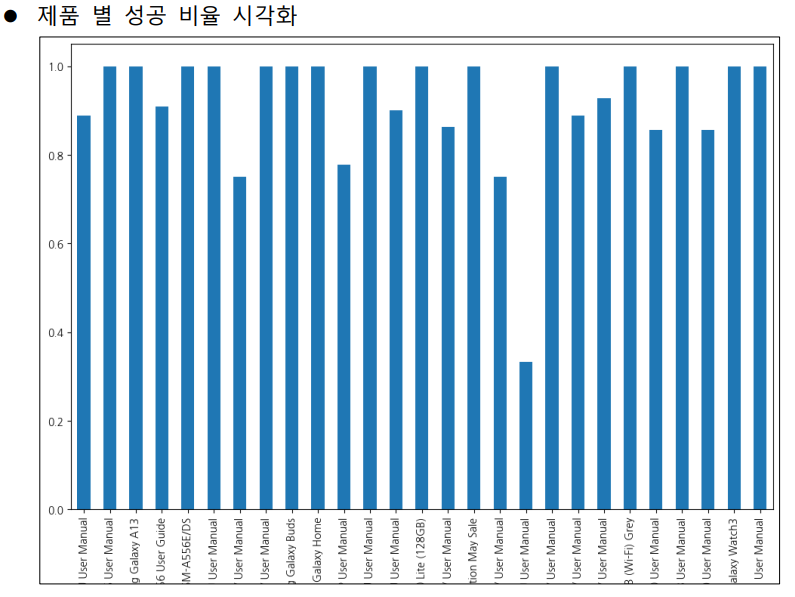 ● 제품 별 성공 비율 시각화
1.0
0.8
0.6
0.4
0.2
0.0
User Manual
User Manual
Galaxy A13
User Guide
SM-A556E/DS
User Manual
User Manual
User Manual
Galaxy Buds
Galaxy Home
User Manual
User Manual
User Manual
Lite (128GB)
User Manual
May Sale
User Manual
User Manual
User Manual
User Manual
User Manual
(Wi-Fi) Grey
User Manual
User Manual
User Manual
Watch3
User Manual